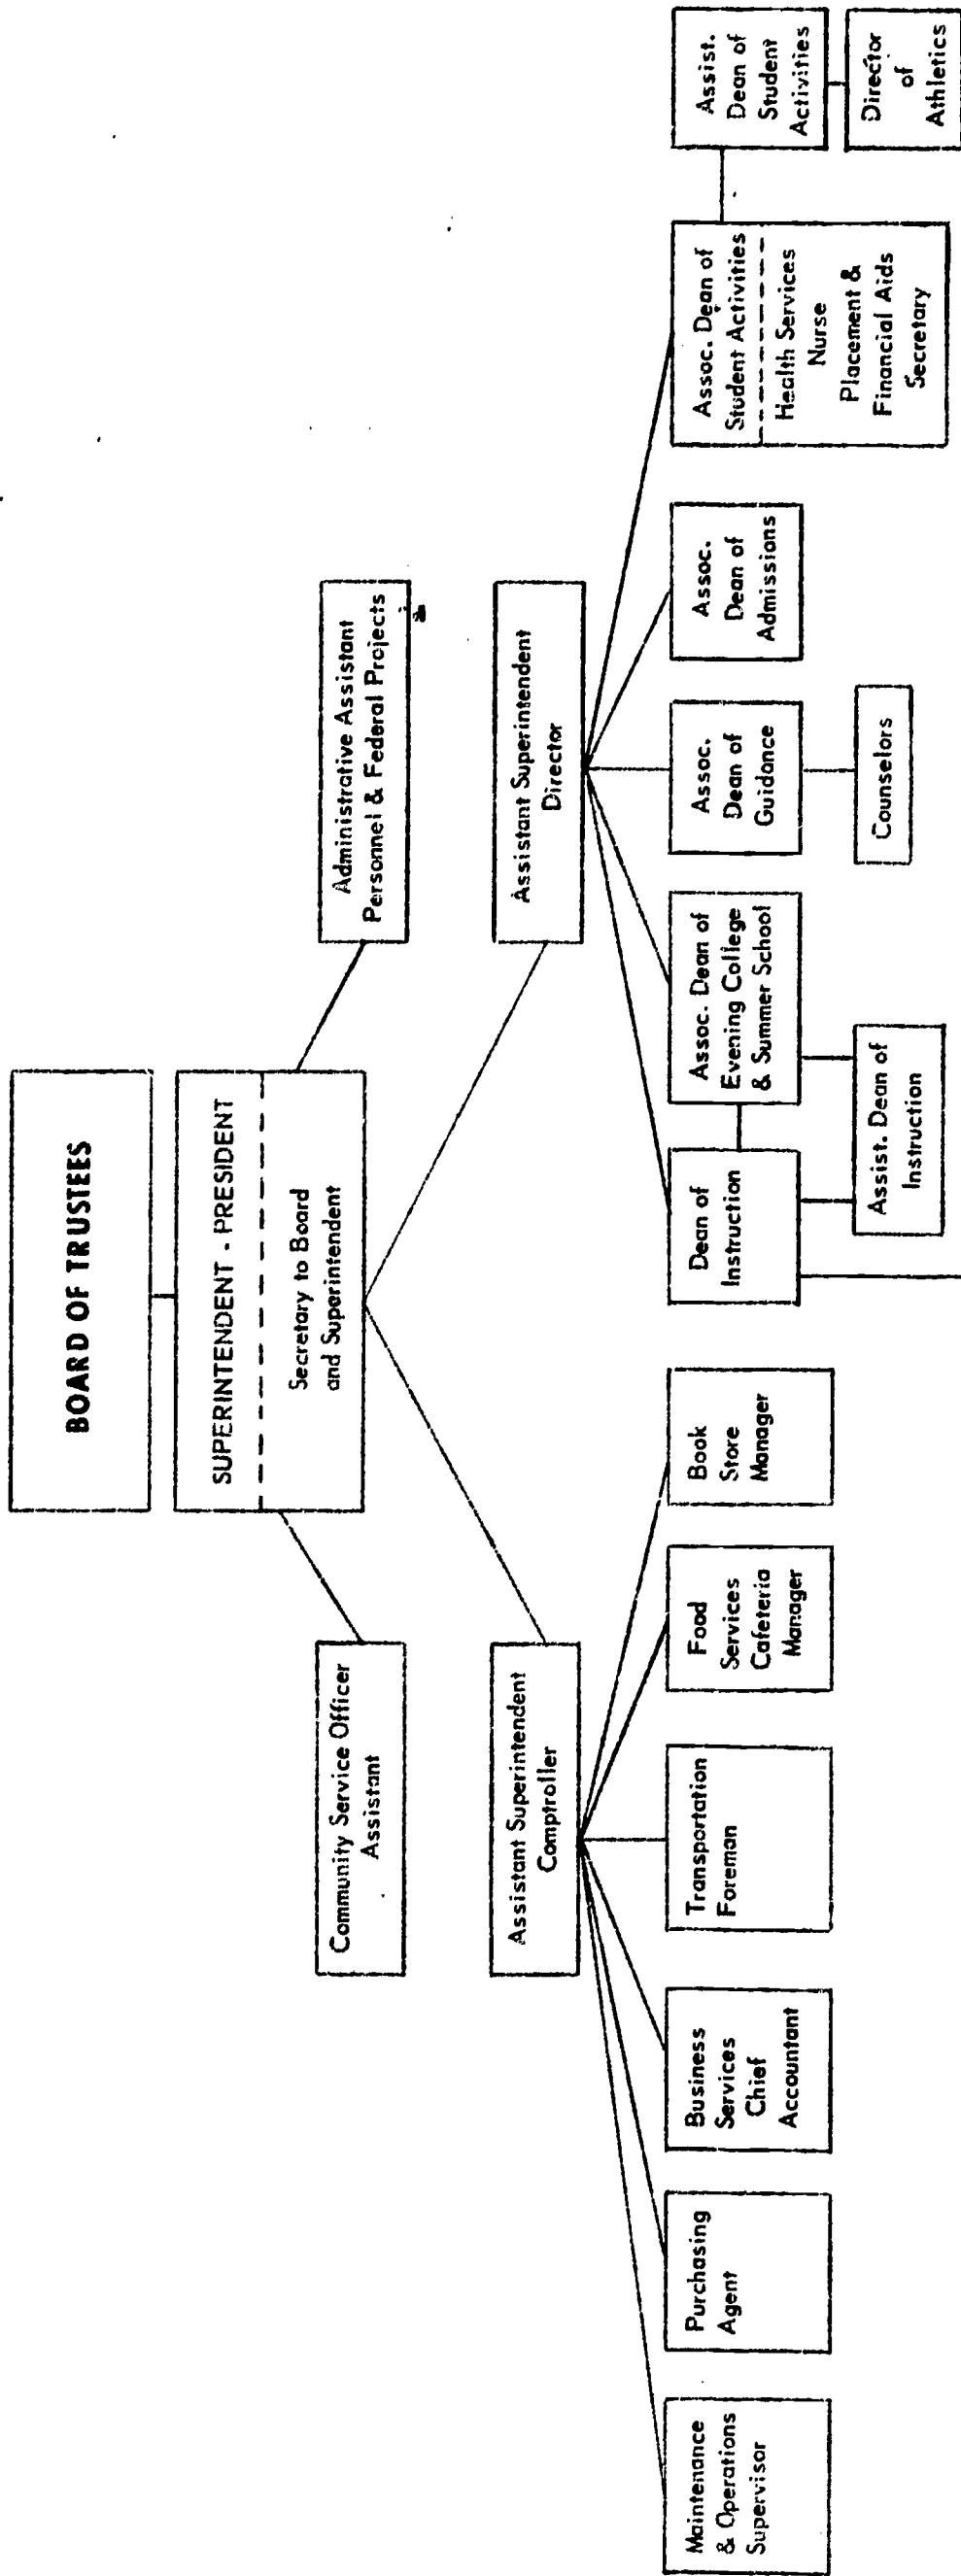 BOARD OF TRUSTEES
SUPERINTENDENT - PRESIDENT
Secretary to Board
and Superintendent
Community Service Officer
Assistant
Administrative Assistant
Personnel & Federal Projects
Assistant Superintendent
Comptroller
Assistant Superintendent
Director
Maintenance
& Operations
Supervisor
Purchasing
Agent
Business
Services
Chief
Accountant
Transportation
Foreman
Food
Services
Cafeteria
Manager
Book
Store
Manager
Dean of
Instruction
Assoc. Dean of
Evening College
& Summer School
Assist. Dean of
Instruction
Assoc.
Dean of
Guidance
Counselors
Assoc.
Dean of
Admissions
Assoc. Dean of
Student Activities
Health Services
Nurse
Placement &
Financial Aids
Secretary
Assist.
Dean of
Student
Activities
Director
of
Athletics